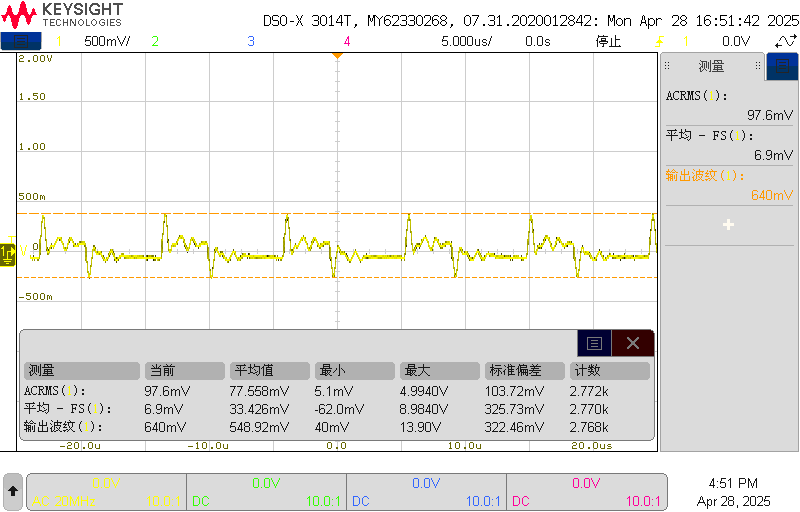 KEYSIGHT
TECHNOLOGIES
DSO-X 3014T, MY62330268, 07.31.2020012842: Mon Apr 28 16:51:42 2025
1 500mV/ 2 3 4 5.000us/ 0.0s 停止 1 0.0V
2.00V
1.50
1.00
500m
0
-500m
-20.0u -10.0u 0.0 10.0u 20.0us
测量
ACRMS(1):
97.6mV
平均 - FS(1):
6.9mV
输出波纹(1):
640mV
测量 当前 平均值 最小 最大 标准偏差 计数
ACRMS(1): 97.6mV 77.558mV 5.1mV 4.9940V 103.72mV 2.772k
平均 - FS(1): 6.9mV 33.426mV -62.0mV 8.9840V 325.73mV 2.770k
输出波纹(1): 640mV 548.92mV 40mV 13.90V 322.46mV 2.768k
0.0V 0.0V 0.0V 0.0V
AC 20MHz 10.0:1 DC 10.0:1 DC 10.0:1 DC 10.0:1
4:51 PM
Apr 28, 2025